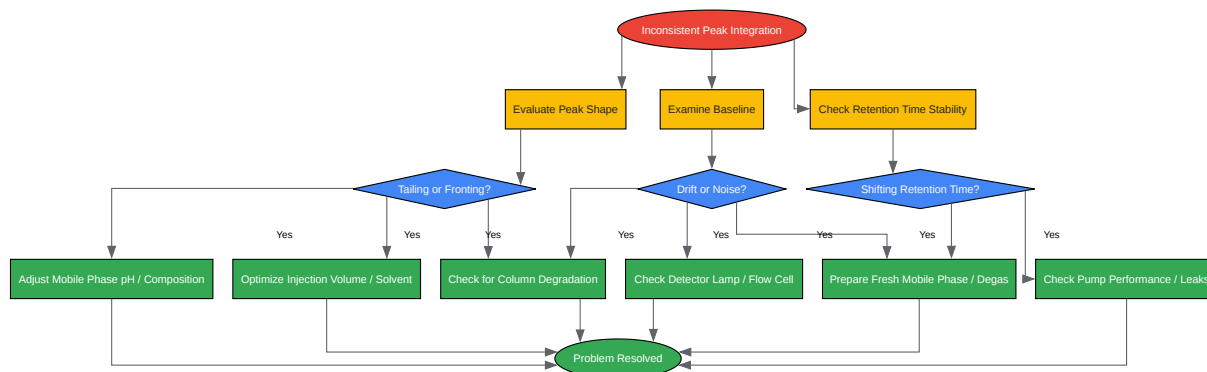 Inconsistent Peak Integration
Evaluate Peak Shape
Examine Baseline
Check Retention Time Stability
Tailing or Fronting?
Drift or Noise?
Shifting Retention Time?
Yes
Yes
Yes
Yes
Yes
Yes
Yes
Yes
Adjust Mobile Phase pH / Composition
Optimize Injection Volume / Solvent
Check for Column Degradation
Check Detector Lamp / Flow Cell
Prepare Fresh Mobile Phase / Degas
Check Pump Performance / Leaks
Problem Resolved